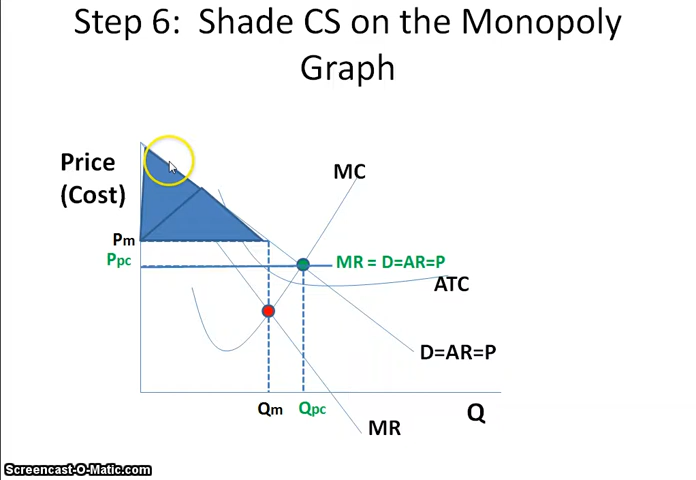 Step 6: Shade CS on the Monopoly
Graph
Price
(Cost)
MC
Pm
Ppc
MR = D=AR=P
ATC
D=AR=P
Qm
Qpc
Q
MR
Screencast-O-Matic.com